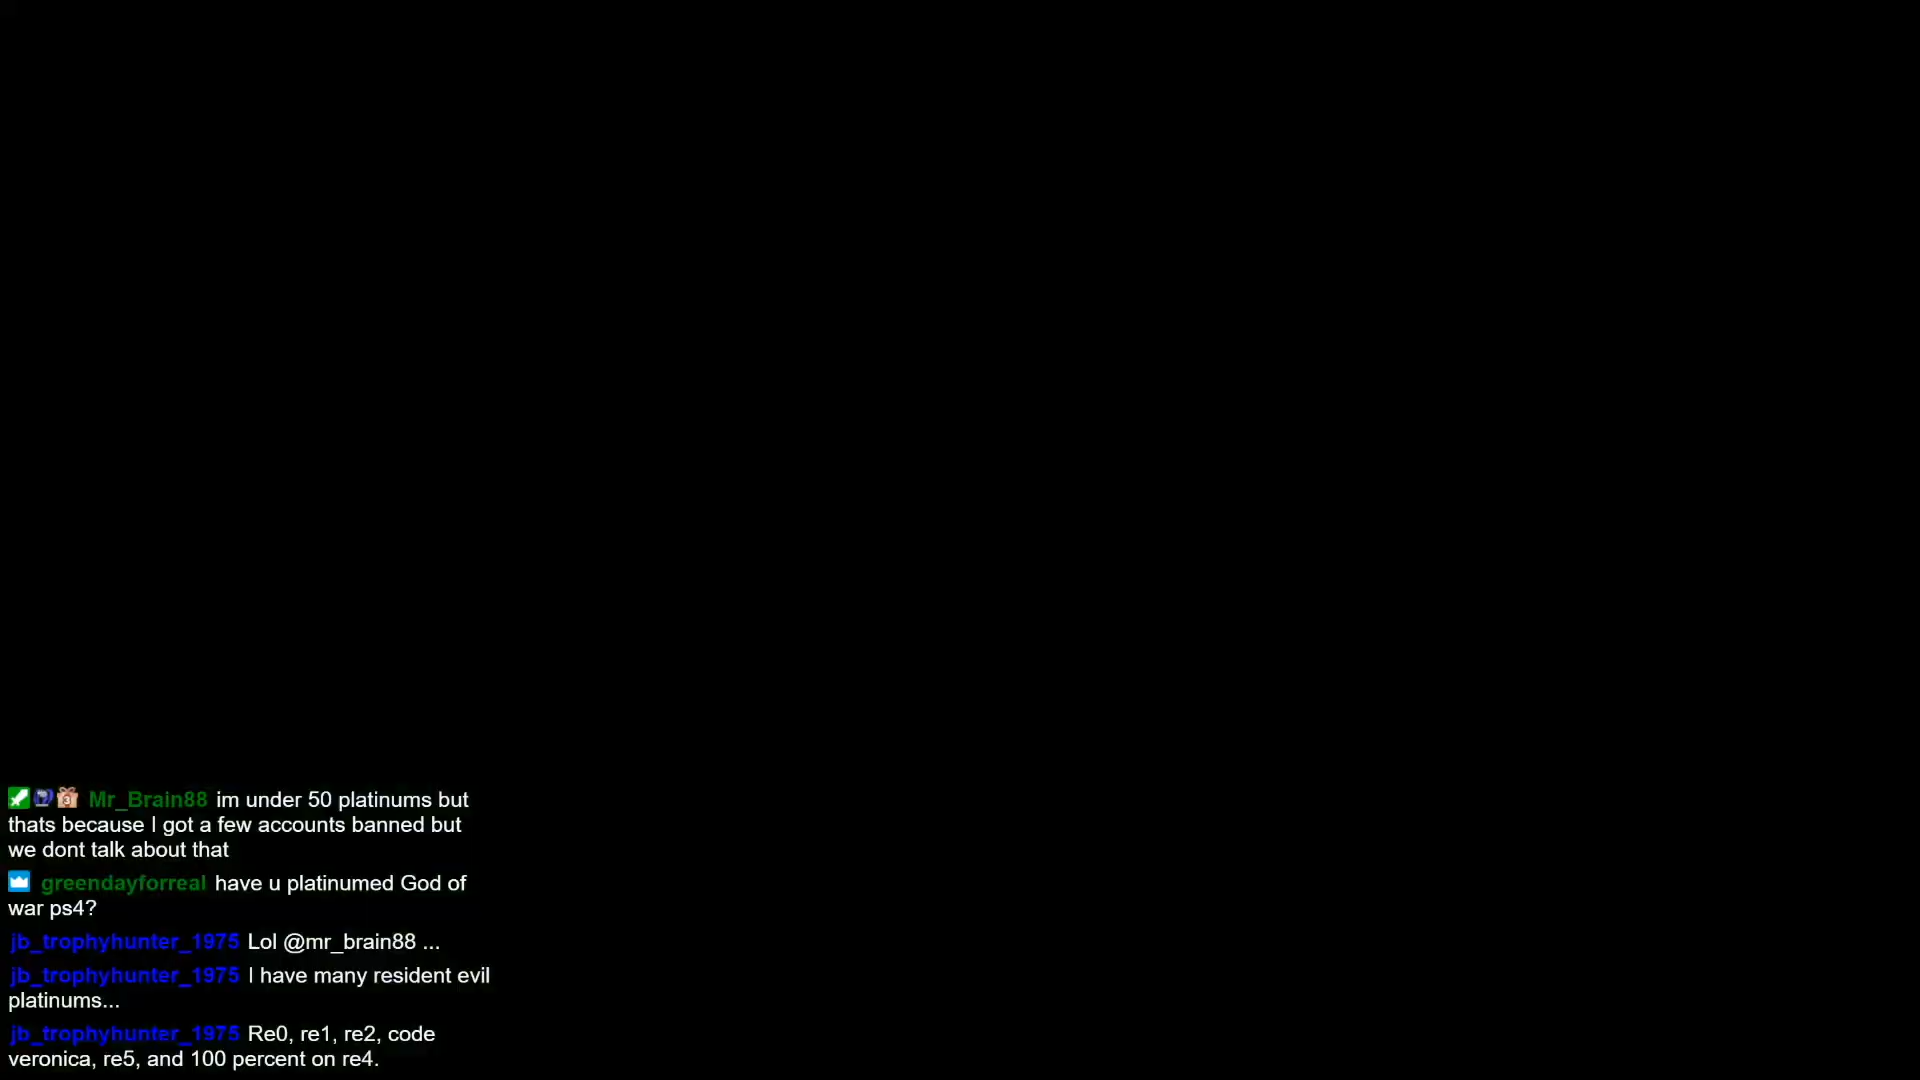 Mr_Brain88 im under 50 platinums but
thats because I got a few accounts banned but
we dont talk about that
greendayforreal have u platinumed God of
war ps4?
jb_trophyhunter_1975 Lol @mr_brain88 ...
jb_trophyhunter_1975 I have many resident evil
platinums...
jb_trophyhunter_1975 Re0, re1, re2, code
veronica, re5, and 100 percent on re4.